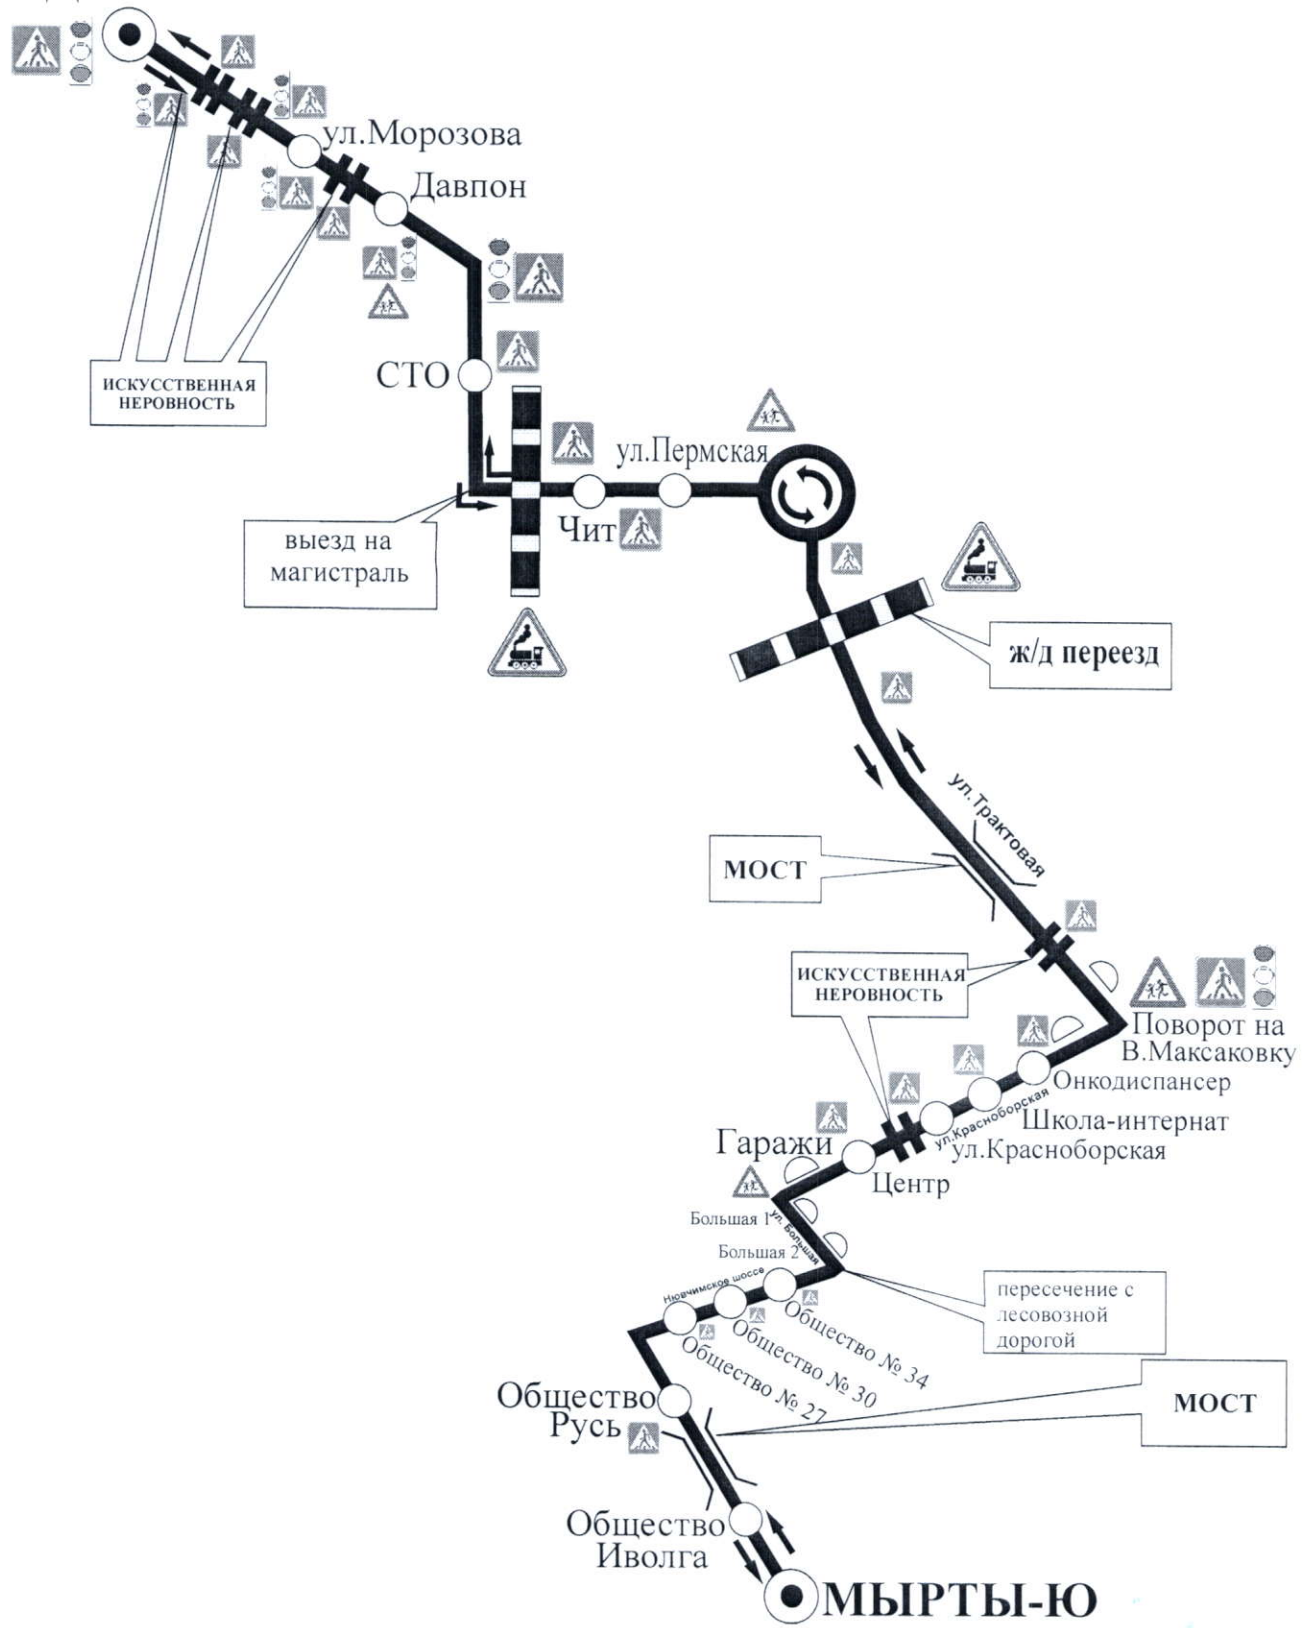 ул.Морозова
Давпон
СТО
ИСКУССТВЕННАЯ
НЕРОВНОСТЬ
ул.Пермская
Чит
выезд на
магистраль
ж/д переезд
ул.Трактовая
МОСТ
ИСКУССТВЕННАЯ
НЕРОВНОСТЬ
Поворот на
В.Максаковку
Онкодиспансер
ул.Красноборская
Школа-интернат
ул.Красноборская
Гаражи
Центр
Большая 1
ул. Большая
Большая 2
Нювчимское шоссе
пересечение с
лесовозной
дорогой
Общество № 34
Общество № 30
Общество № 27
МОСТ
Общество
Русь
Общество
Иволга
МЫРТЫ-Ю